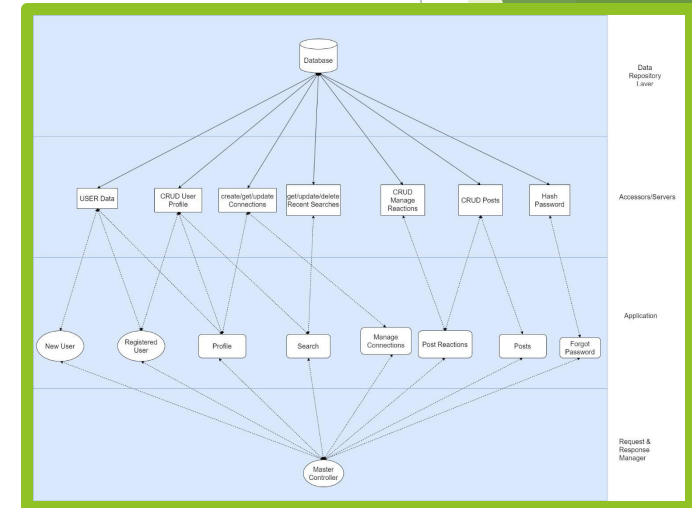 Database
Data
Repository
Layer
USER Data
CRUD User
Profile
create/get/update
Connections
get/update/delete
Recent Searches
CRUD
Manage
Reactions
CRUD Posts
Hash
Password
Accessors/Servers
Application
New User
Registered
User
Profile
Search
Manage
Connections
Post Reactions
Posts
Forgot
Password
Request &
Response
Manager
Master
Controller